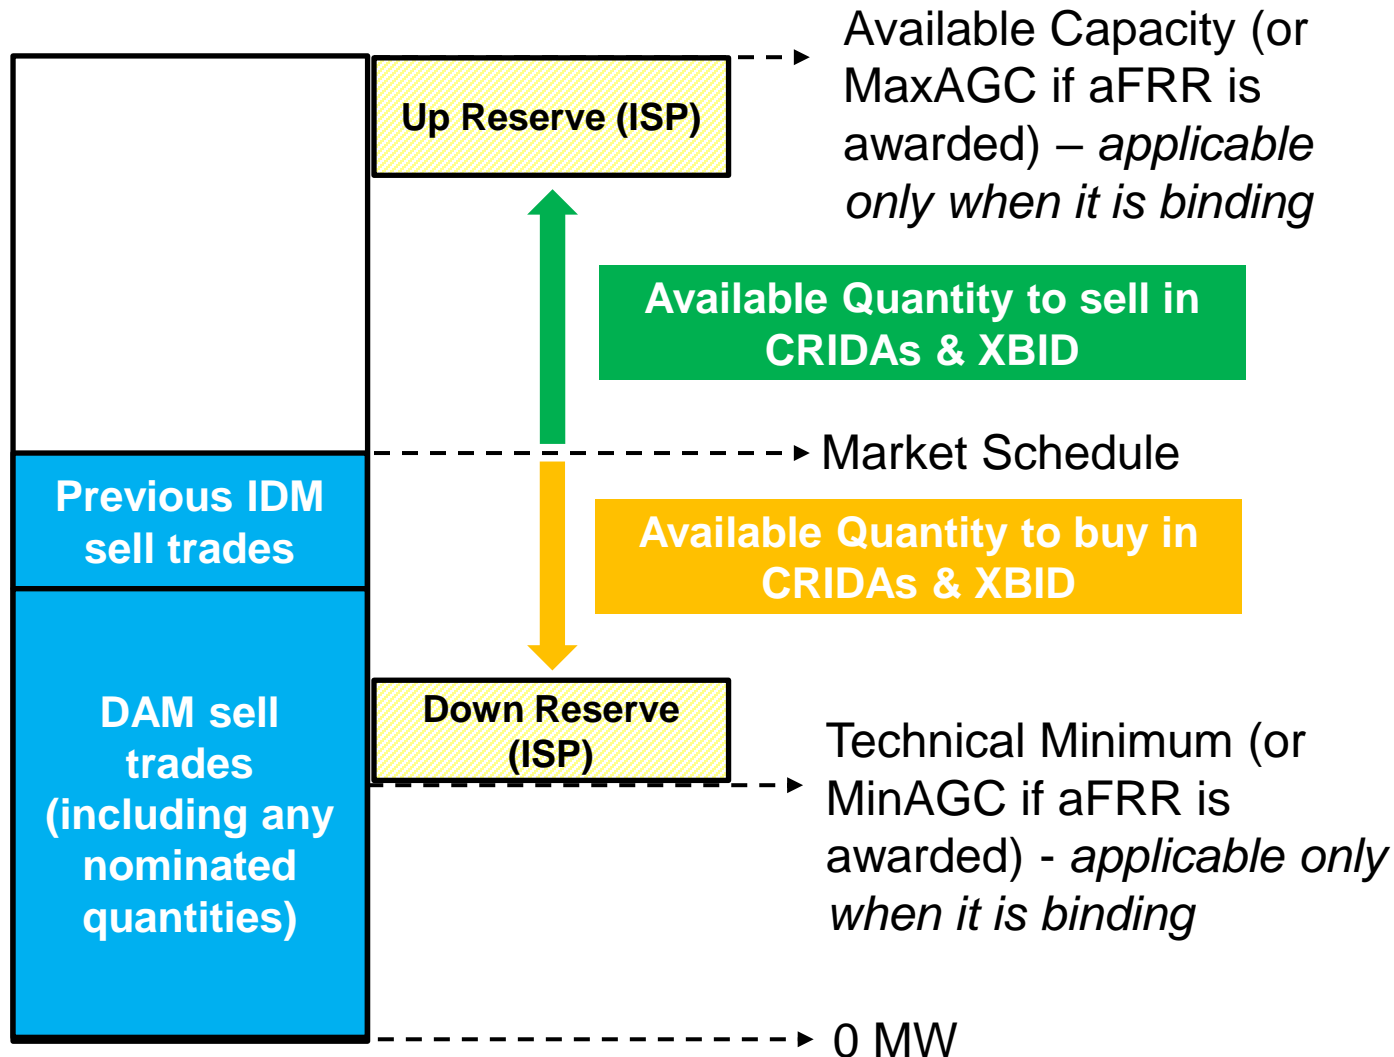 Available Capacity (or
MaxAGC if aFRR is
awarded) – applicable
only when it is binding
Up Reserve (ISP)
Available Quantity to sell in
CRIDAs & XBID
Market Schedule
Previous IDM
sell trades
Available Quantity to buy in
CRIDAs & XBID
DAM sell
trades
(including any
nominated
quantities)
Down Reserve
(ISP)
Technical Minimum (or
MinAGC if aFRR is
awarded) - applicable only
when it is binding
0 MW